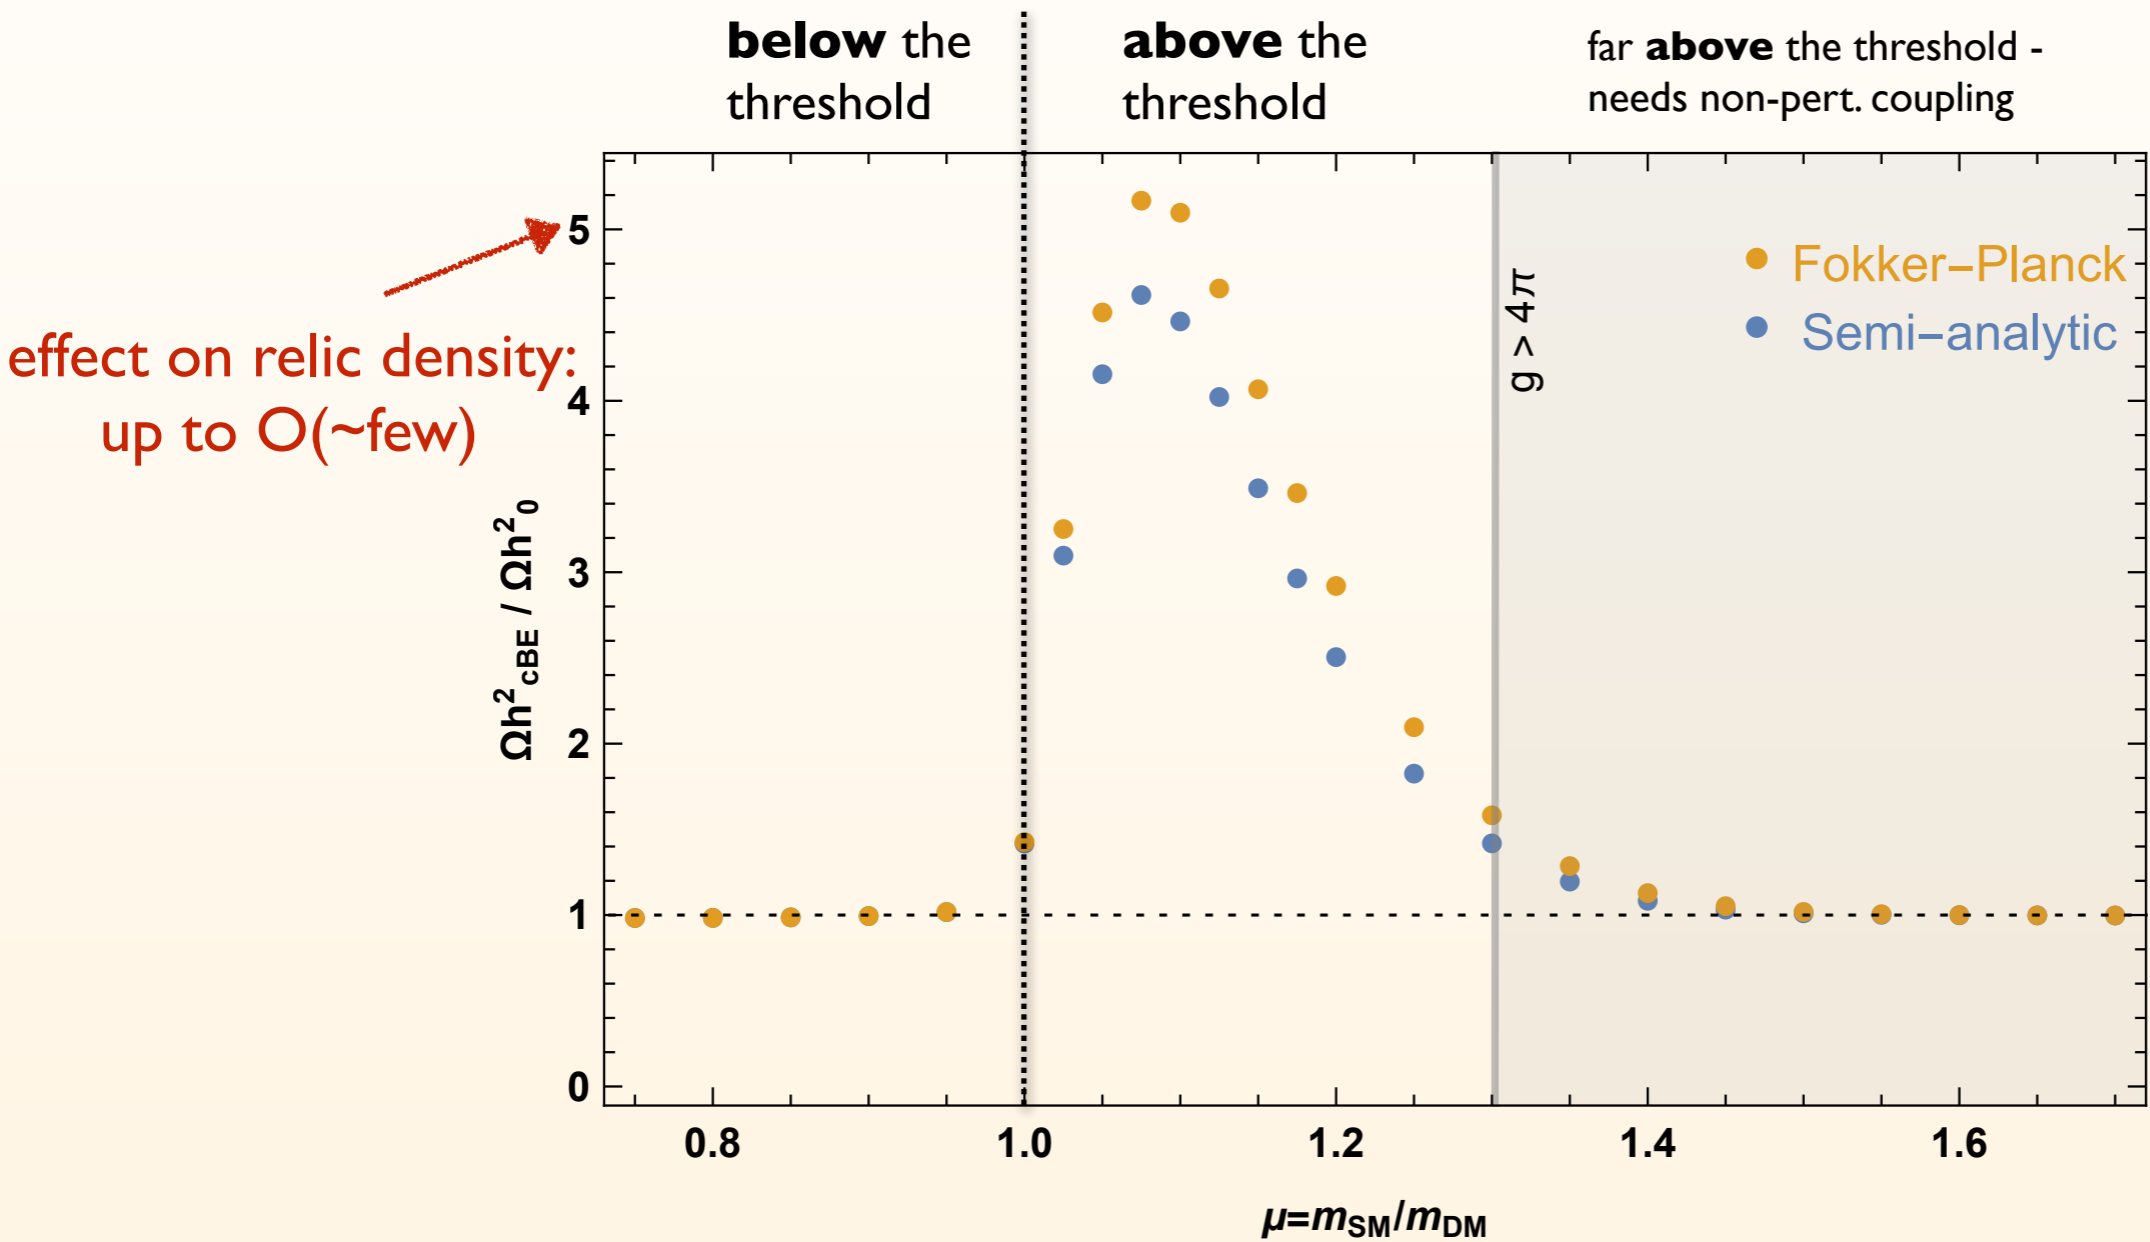 below the
threshold
above the
threshold
far above the threshold -
needs non-pert. coupling
effect on relic density:
up to O(~few)
Ωh²cBE / Ωh²0
5
4
3
2
1
0
g > 4π
Fokker–Planck
Semi–analytic
0.8
1.0
1.2
1.4
1.6
μ=mSM/mDM